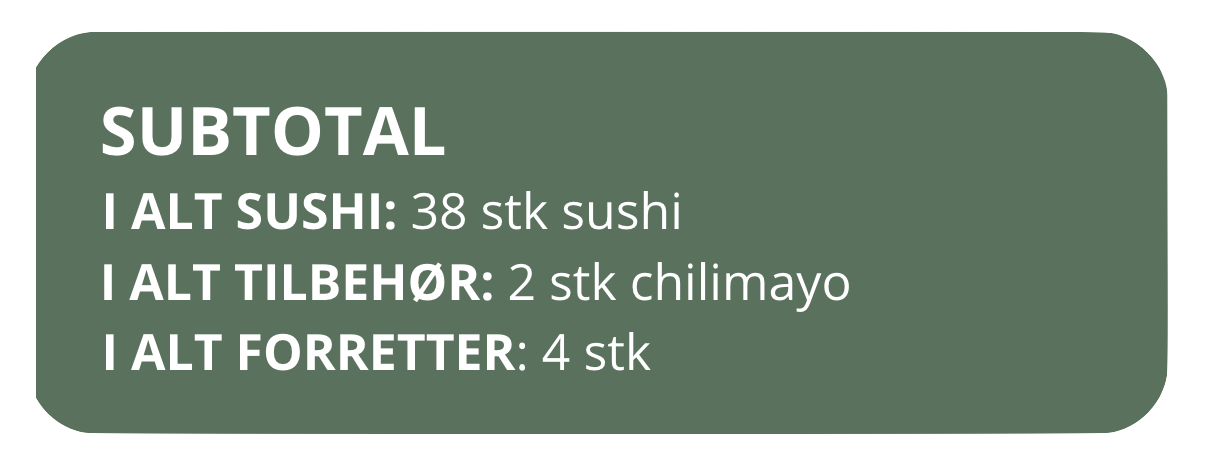 SUBTOTAL
I ALT SUSHI: 38 stk sushi
I ALT TILBEHØR: 2 stk chilimayo
I ALT FORRETTER: 4 stk